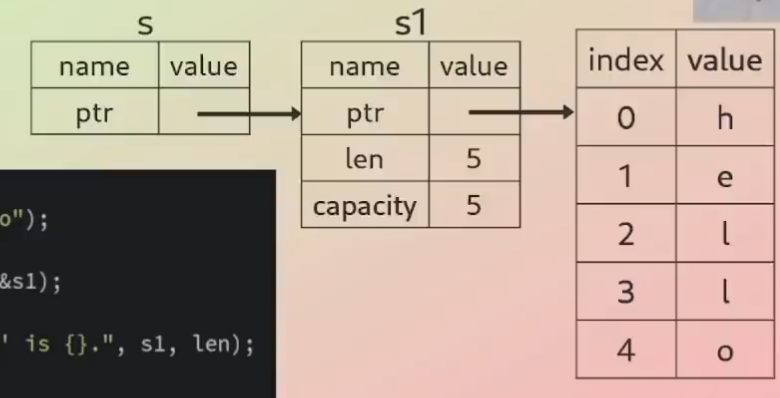 s
name value
ptr
s1
name value
ptr
len 5
capacity 5
index value
0 h
1 e
2 l
3 l
4 o
o");
&s1);
' is {}.", s1, len);